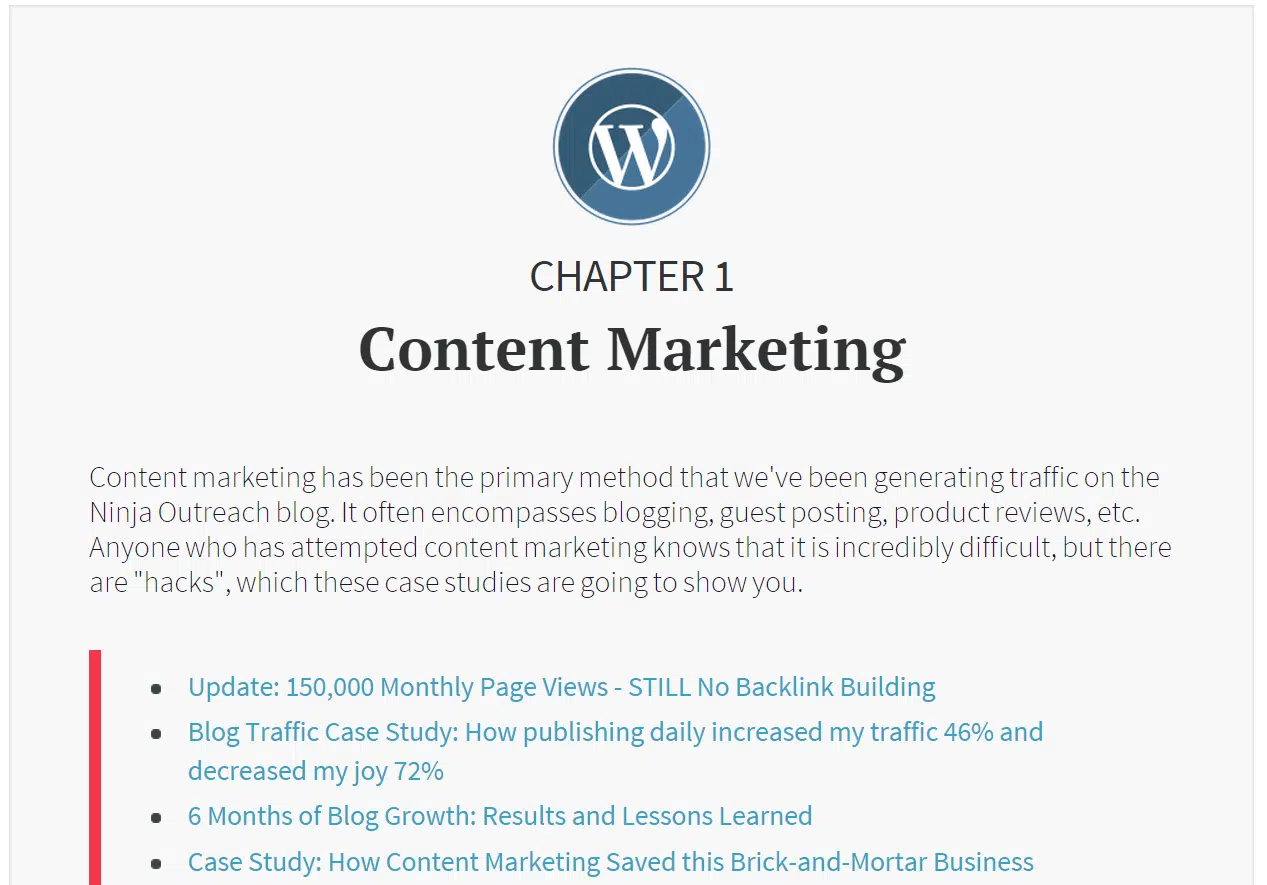 CHAPTER 1
Content Marketing
Content marketing has been the primary method that we've been generating traffic on the
Ninja Outreach blog. It often encompasses blogging, guest posting, product reviews, etc.
Anyone who has attempted content marketing knows that it is incredibly difficult, but there
are "hacks", which these case studies are going to show you.
Update: 150,000 Monthly Page Views - STILL No Backlink Building
Blog Traffic Case Study: How publishing daily increased my traffic 46% and
decreased my joy 72%
6 Months of Blog Growth: Results and Lessons Learned
Case Study: How Content Marketing Saved this Brick-and-Mortar Business